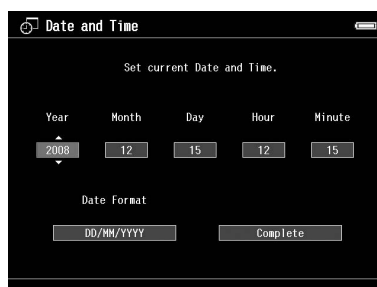 Date and Time
Set current Date and Time.
Year Month Day Hour Minute
2008 12 15 12 15
Date Format
DD/MM/YYYY Complete